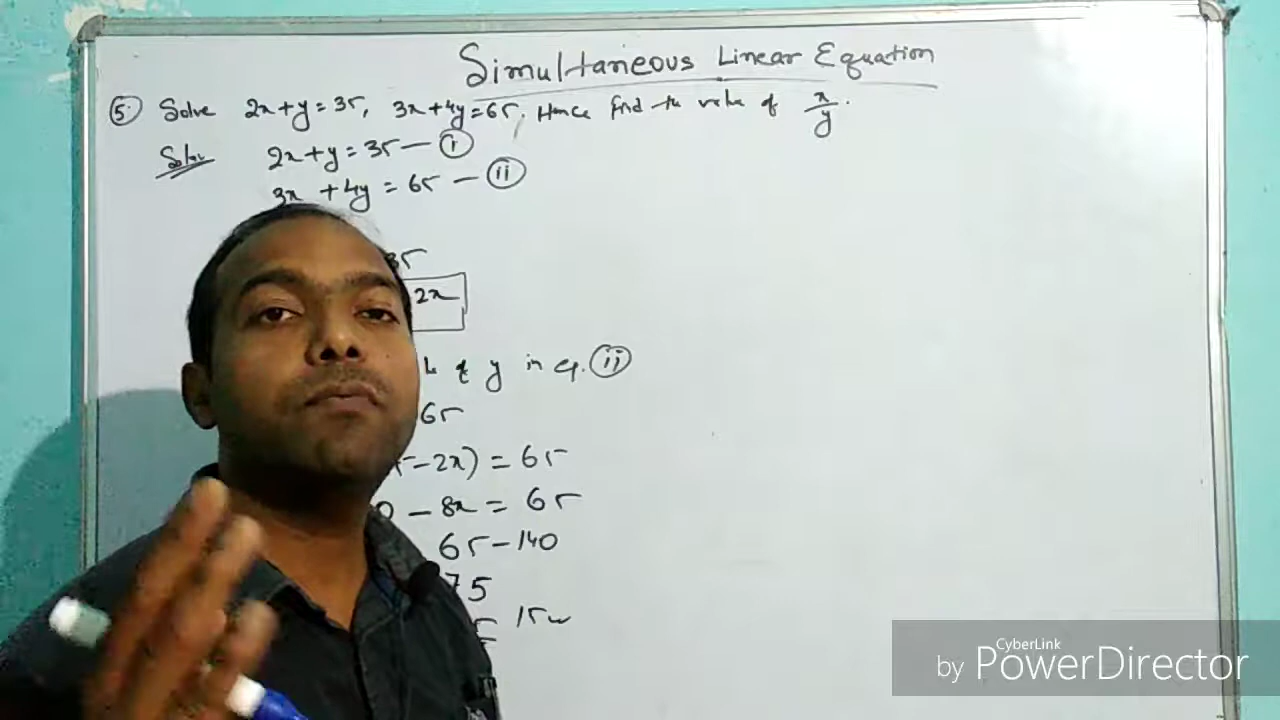 Simultaneous Linear Equation
5. Solve 2x+y=35, 3x+4y=65. Hence find the value of x/y.
Soln 2x+y=35 — (i)
3x+4y=65 — (ii)
35
2x
of y in eq. (ii)
65
-2x) = 65
0 - 8x = 65
65-140
75
15
CyberLink
by PowerDirector